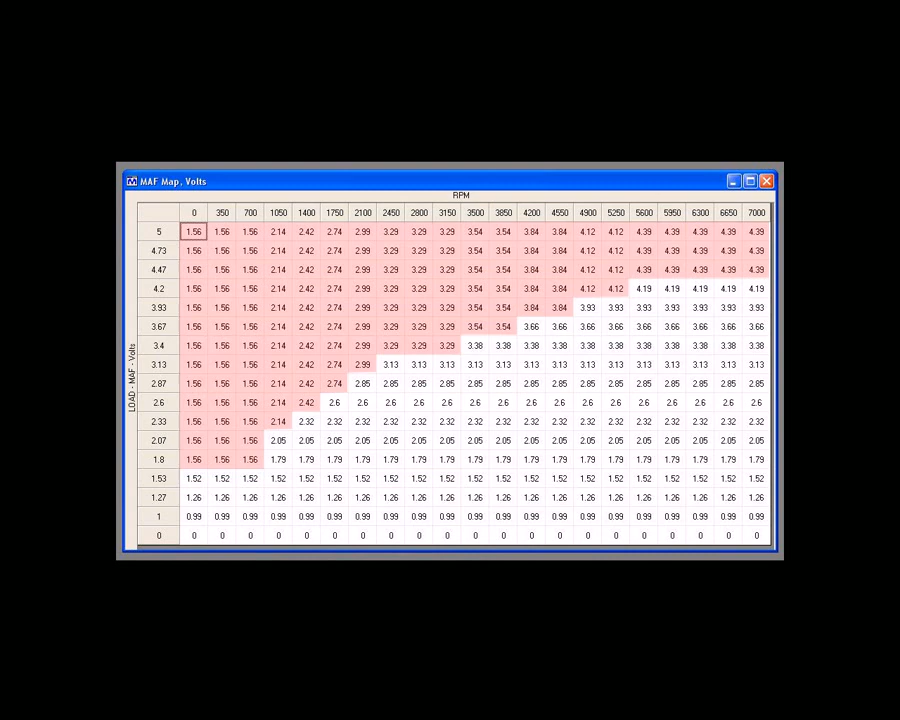 MAF Map, Volts
RPM
0 350 700 1050 1400 1750 2100 2450 2800 3150 3500 3850 4200 4550 4900 5250 5600 5950 6300 6650 7000
LOAD - MAF - Volts
5 1.56 1.56 1.56 2.14 2.42 2.74 2.99 3.29 3.29 3.29 3.54 3.54 3.84 3.84 4.12 4.12 4.39 4.39 4.39 4.39 4.39
4.73 1.56 1.56 1.56 2.14 2.42 2.74 2.99 3.29 3.29 3.29 3.54 3.54 3.84 3.84 4.12 4.12 4.39 4.39 4.39 4.39 4.39
4.47 1.56 1.56 1.56 2.14 2.42 2.74 2.99 3.29 3.29 3.29 3.54 3.54 3.84 3.84 4.12 4.12 4.39 4.39 4.39 4.39 4.39
4.2 1.56 1.56 1.56 2.14 2.42 2.74 2.99 3.29 3.29 3.29 3.54 3.54 3.84 3.84 4.12 4.12 4.19 4.19 4.19 4.19 4.19
3.93 1.56 1.56 1.56 2.14 2.42 2.74 2.99 3.29 3.29 3.29 3.54 3.54 3.84 3.84 3.93 3.93 3.93 3.93 3.93 3.93 3.93
3.67 1.56 1.56 1.56 2.14 2.42 2.74 2.99 3.29 3.29 3.29 3.54 3.54 3.66 3.66 3.66 3.66 3.66 3.66 3.66 3.66 3.66
3.4 1.56 1.56 1.56 2.14 2.42 2.74 2.99 3.29 3.29 3.29 3.38 3.38 3.38 3.38 3.38 3.38 3.38 3.38 3.38 3.38 3.38
3.13 1.56 1.56 1.56 2.14 2.42 2.74 2.99 3.13 3.13 3.13 3.13 3.13 3.13 3.13 3.13 3.13 3.13 3.13 3.13 3.13 3.13
2.87 1.56 1.56 1.56 2.14 2.42 2.74 2.85 2.85 2.85 2.85 2.85 2.85 2.85 2.85 2.85 2.85 2.85 2.85 2.85 2.85 2.85
2.6 1.56 1.56 1.56 2.14 2.42 2.6 2.6 2.6 2.6 2.6 2.6 2.6 2.6 2.6 2.6 2.6 2.6 2.6 2.6 2.6 2.6
2.33 1.56 1.56 1.56 2.14 2.32 2.32 2.32 2.32 2.32 2.32 2.32 2.32 2.32 2.32 2.32 2.32 2.32 2.32 2.32 2.32 2.32
2.07 1.56 1.56 1.56 2.05 2.05 2.05 2.05 2.05 2.05 2.05 2.05 2.05 2.05 2.05 2.05 2.05 2.05 2.05 2.05 2.05 2.05
1.8 1.56 1.56 1.56 1.79 1.79 1.79 1.79 1.79 1.79 1.79 1.79 1.79 1.79 1.79 1.79 1.79 1.79 1.79 1.79 1.79 1.79
1.53 1.52 1.52 1.52 1.52 1.52 1.52 1.52 1.52 1.52 1.52 1.52 1.52 1.52 1.52 1.52 1.52 1.52 1.52 1.52 1.52 1.52
1.27 1.26 1.26 1.26 1.26 1.26 1.26 1.26 1.26 1.26 1.26 1.26 1.26 1.26 1.26 1.26 1.26 1.26 1.26 1.26 1.26 1.26
1 0.99 0.99 0.99 0.99 0.99 0.99 0.99 0.99 0.99 0.99 0.99 0.99 0.99 0.99 0.99 0.99 0.99 0.99 0.99 0.99 0.99
0 0 0 0 0 0 0 0 0 0 0 0 0 0 0 0 0 0 0 0 0 0